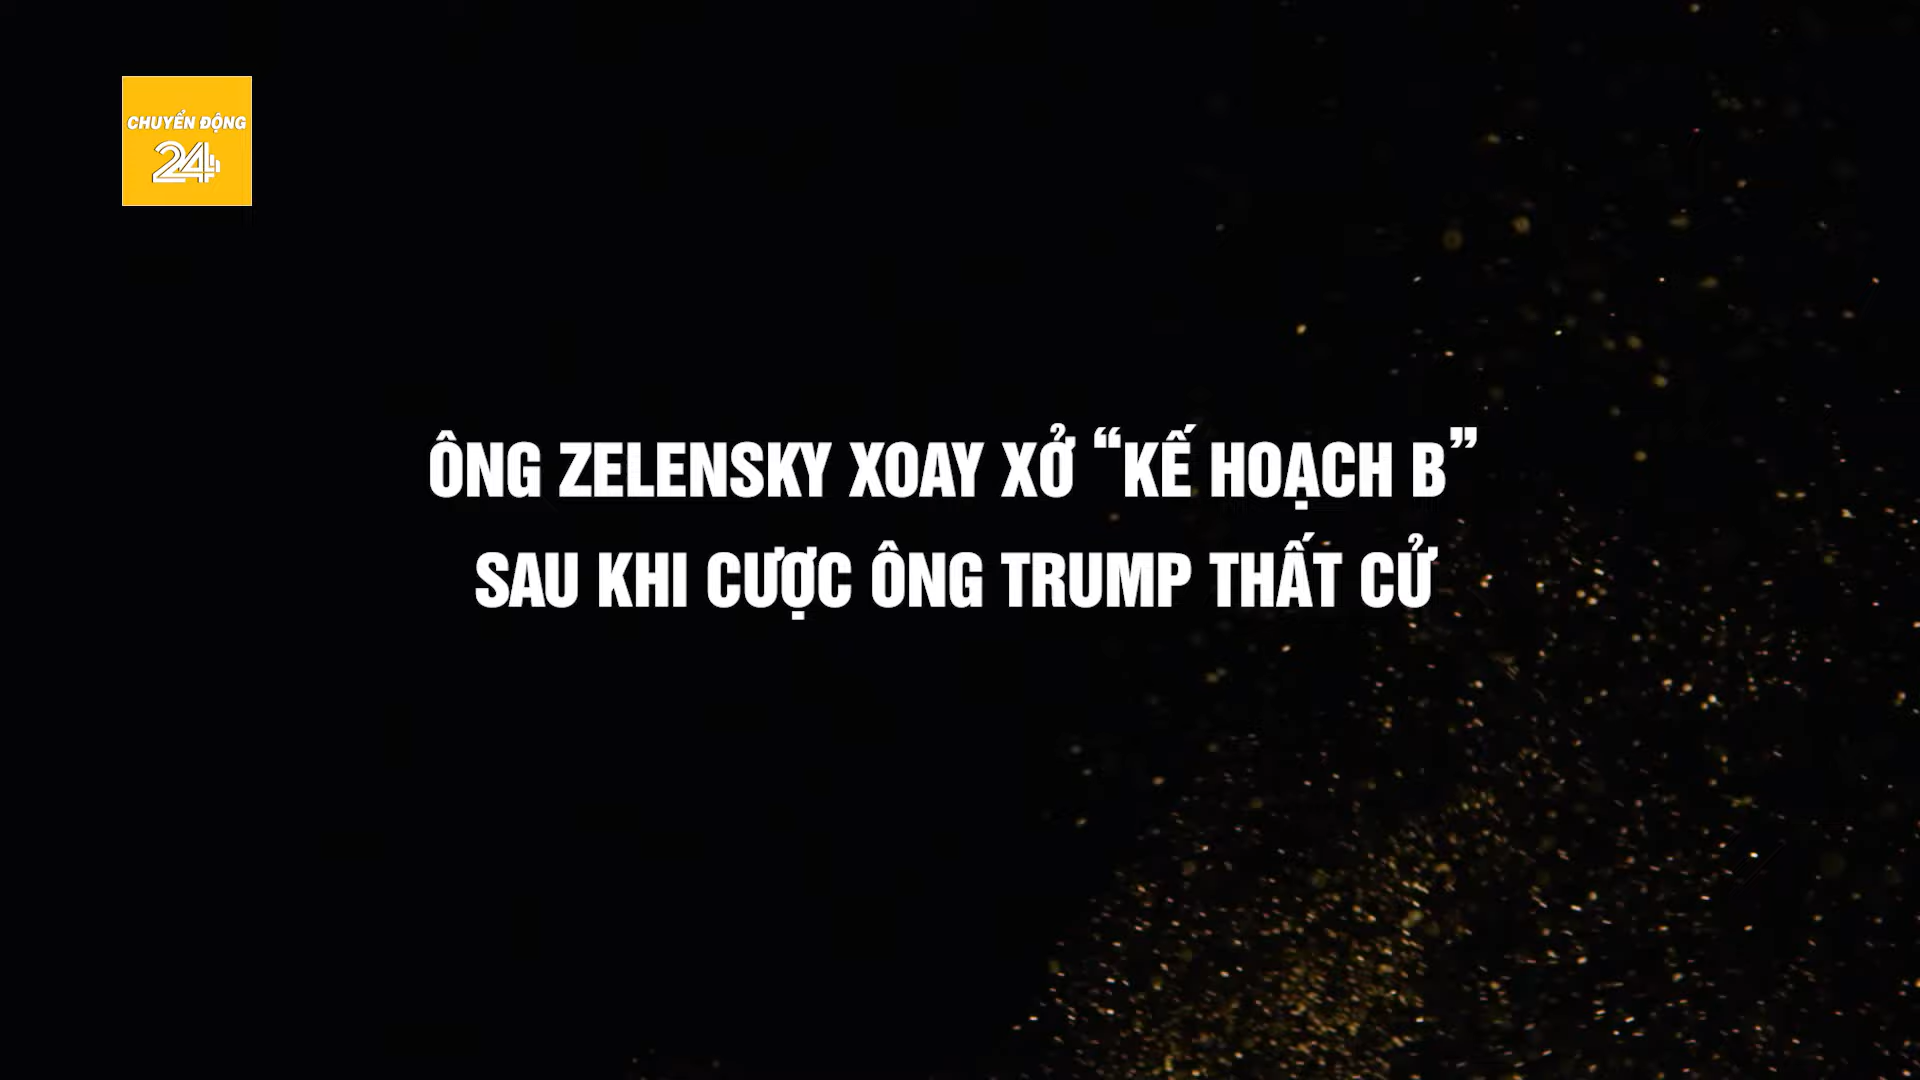 CHUYỂN ĐỘNG
24h
ÔNG ZELENSKY XOAY XỞ “KẾ HOẠCH B”
SAU KHI CƯỢC ÔNG TRUMP THẤT CỬ